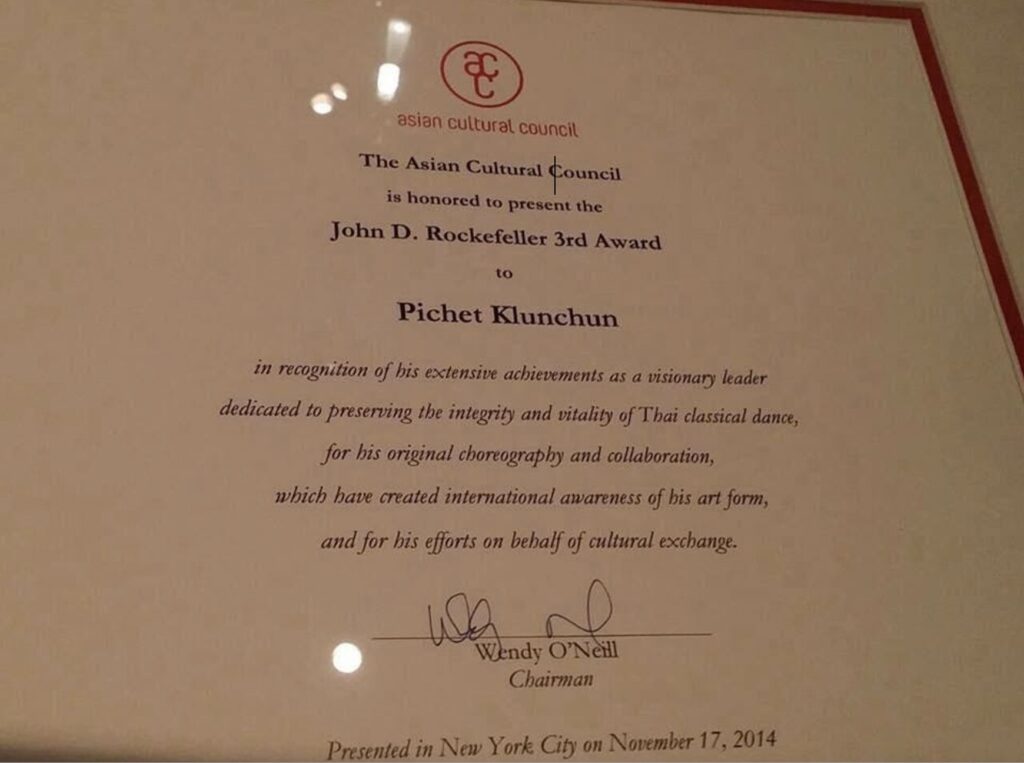 acc
asian cultural council
The Asian Cultural Council
is honored to present the
John D. Rockefeller 3rd Award
to
Pichet Klunchun
in recognition of his extensive achievements as a visionary leader
dedicated to preserving the integrity and vitality of Thai classical dance,
for his original choreography and collaboration,
which have created international awareness of his art form,
and for his efforts on behalf of cultural exchange.
Wendy O'Neill
Chairman
Presented in New York City on November 17, 2014